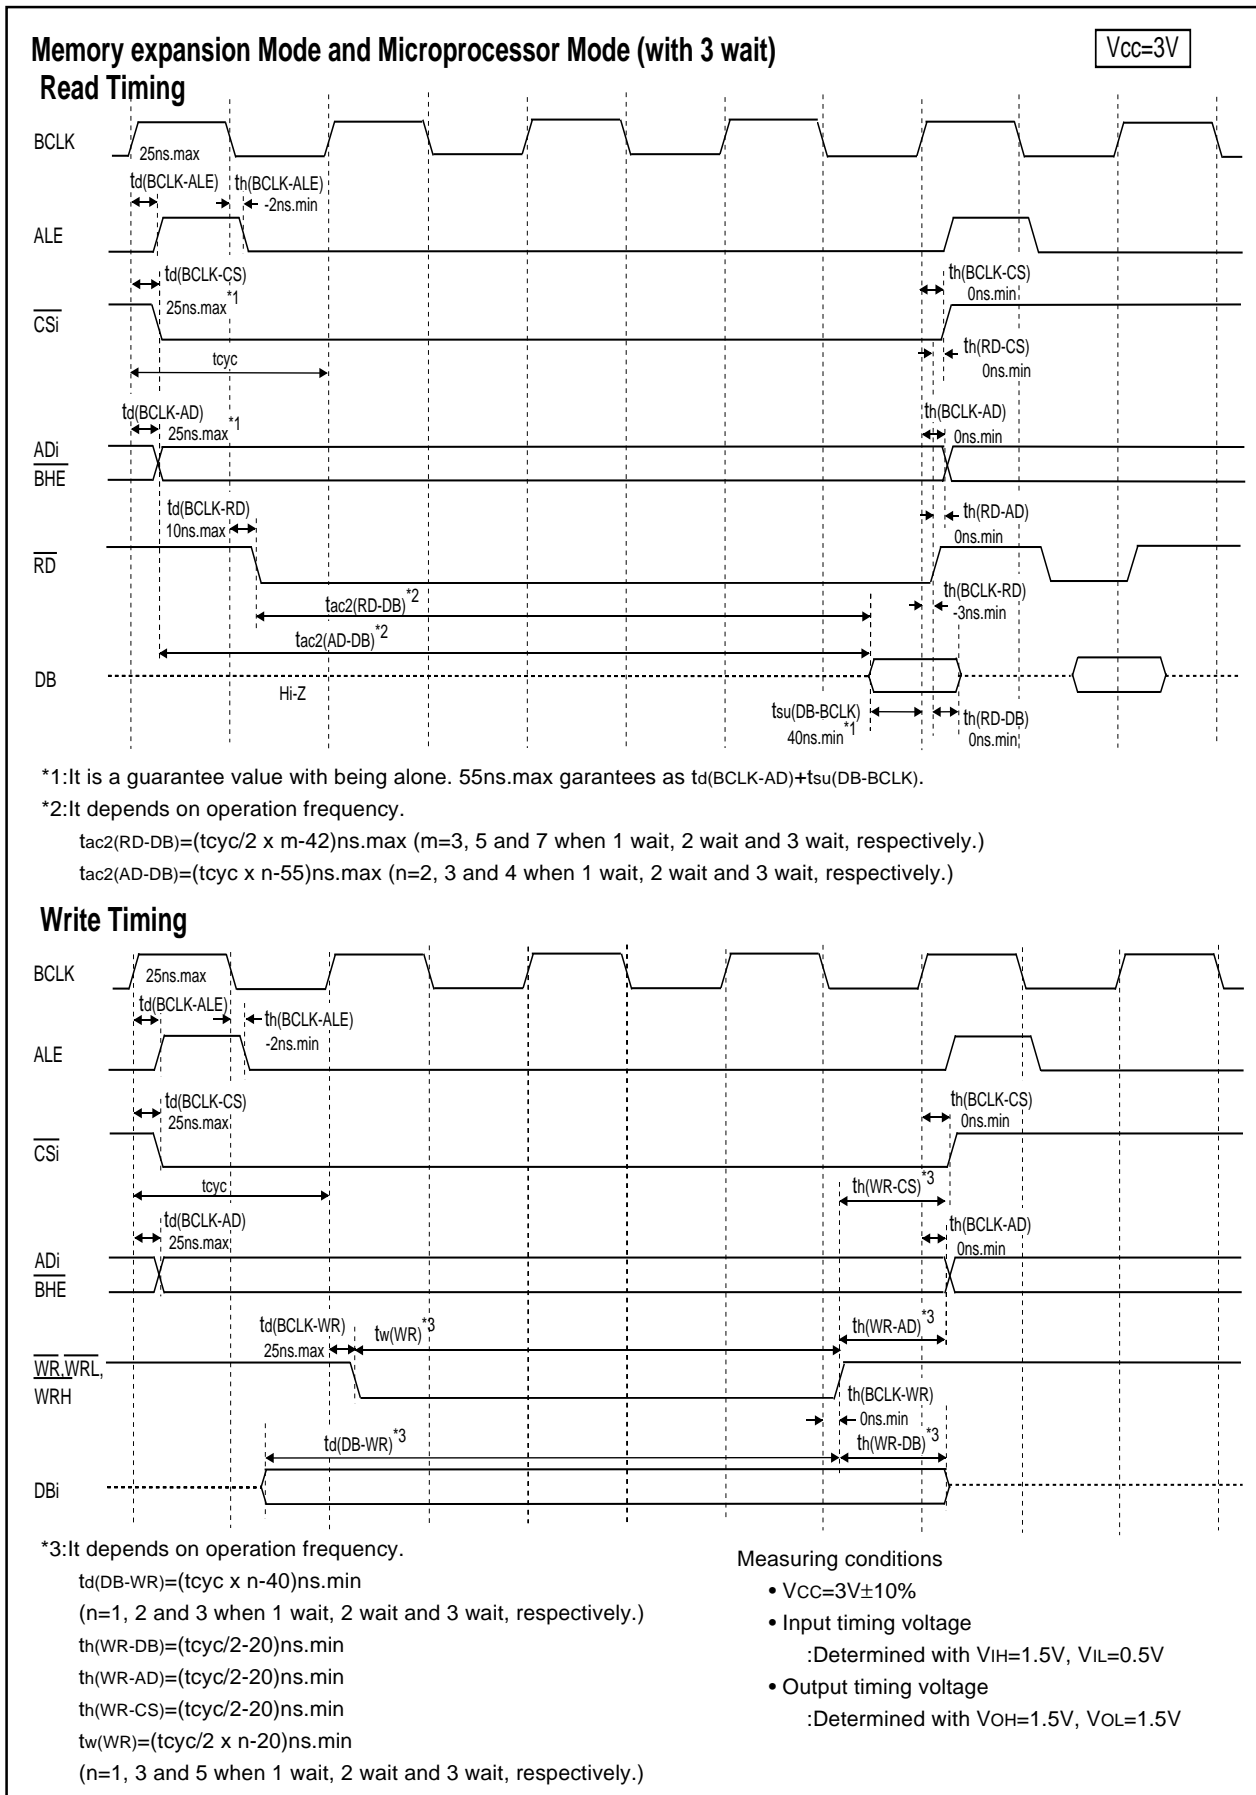 Memory expansion Mode and Microprocessor Mode (with 3 wait)
Vcc=3V
Read Timing
BCLK
25ns.max
td(BCLK-ALE)
th(BCLK-ALE)
-2ns.min
ALE
td(BCLK-CS)
25ns.max*1
th(BCLK-CS)
0ns.min
CSi
th(RD-CS)
0ns.min
tcyc
td(BCLK-AD)
25ns.max*1
th(BCLK-AD)
0ns.min
ADi
BHE
td(BCLK-RD)
10ns.max
th(RD-AD)
0ns.min
RD
tac2(RD-DB)*2
th(BCLK-RD)
-3ns.min
tac2(AD-DB)*2
DB
Hi-Z
tsu(DB-BCLK)
40ns.min*1
th(RD-DB)
0ns.min
*1:It is a guarantee value with being alone. 55ns.max garantees as td(BCLK-AD)+tsu(DB-BCLK).
*2:It depends on operation frequency.
tac2(RD-DB)=(tcyc/2 x m-42)ns.max (m=3, 5 and 7 when 1 wait, 2 wait and 3 wait, respectively.)
tac2(AD-DB)=(tcyc x n-55)ns.max (n=2, 3 and 4 when 1 wait, 2 wait and 3 wait, respectively.)
Write Timing
BCLK
25ns.max
td(BCLK-ALE)
th(BCLK-ALE)
-2ns.min
ALE
td(BCLK-CS)
25ns.max
th(BCLK-CS)
0ns.min
CSi
tcyc
th(WR-CS)*3
td(BCLK-AD)
25ns.max
th(BCLK-AD)
0ns.min
ADi
BHE
td(BCLK-WR)
25ns.max
tw(WR)*3
th(WR-AD)*3
WR,WRL,
WRH
th(BCLK-WR)
0ns.min
td(DB-WR)*3
th(WR-DB)*3
DBi
*3:It depends on operation frequency.
td(DB-WR)=(tcyc x n-40)ns.min
(n=1, 2 and 3 when 1 wait, 2 wait and 3 wait, respectively.)
th(WR-DB)=(tcyc/2-20)ns.min
th(WR-AD)=(tcyc/2-20)ns.min
th(WR-CS)=(tcyc/2-20)ns.min
tw(WR)=(tcyc/2 x n-20)ns.min
(n=1, 3 and 5 when 1 wait, 2 wait and 3 wait, respectively.)
Measuring conditions
• VCC=3V±10%
• Input timing voltage
:Determined with VIH=1.5V, VIL=0.5V
• Output timing voltage
:Determined with VOH=1.5V, VOL=1.5V